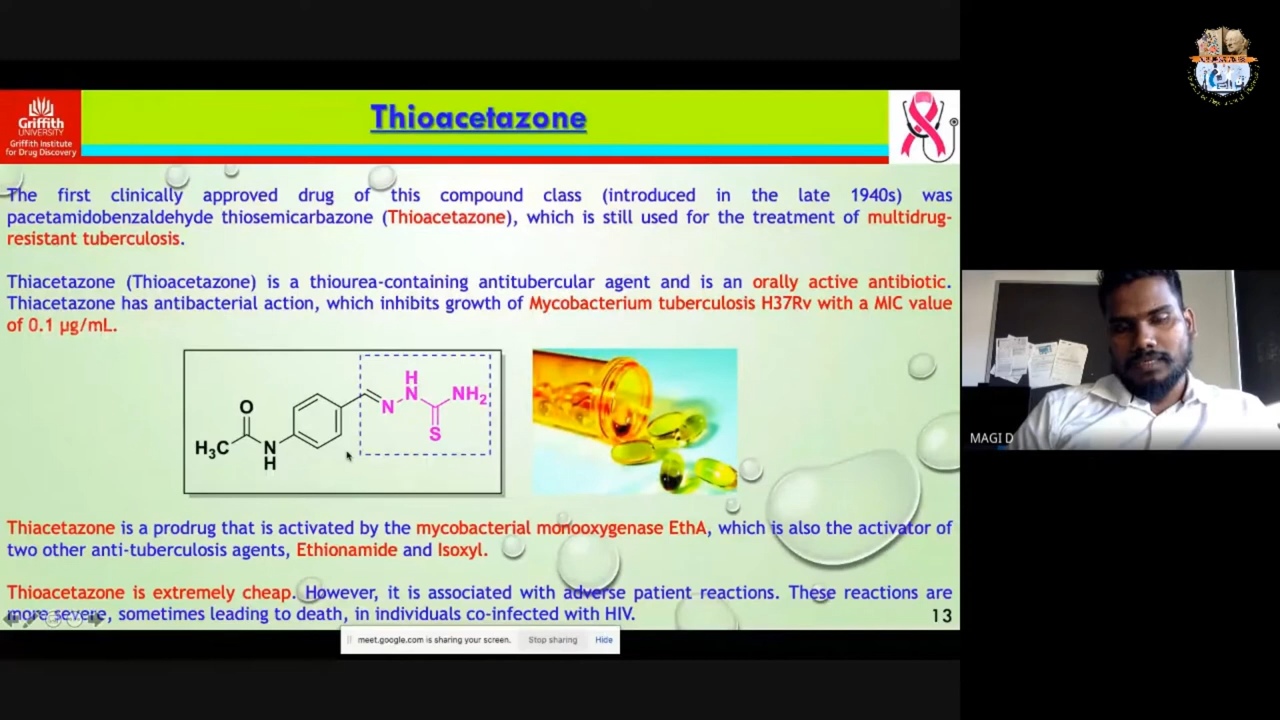 Griffith
UNIVERSITY
Griffith Institute
for Drug Discovery
Thioacetazone
The first clinically approved drug of this compound class (introduced in the late 1940s) was
pacetamidobenzaldehyde thiosemicarbazone (Thioacetazone), which is still used for the treatment of multidrug-
resistant tuberculosis.
Thiacetazone (Thioacetazone) is a thiourea-containing antitubercular agent and is an orally active antibiotic.
Thiacetazone has antibacterial action, which inhibits growth of Mycobacterium tuberculosis H37Rv with a MIC value
of 0.1 µg/mL.
H
O
N
N
NH2
S
H3C
N
H
MAGI D
Thiacetazone is a prodrug that is activated by the mycobacterial monooxygenase EthA, which is also the activator of
two other anti-tuberculosis agents, Ethionamide and Isoxyl.
Thioacetazone is extremely cheap. However, it is associated with adverse patient reactions. These reactions are
more severe, sometimes leading to death, in individuals co-infected with HIV.
13
meet.google.com is sharing your screen. Stop sharing Hide